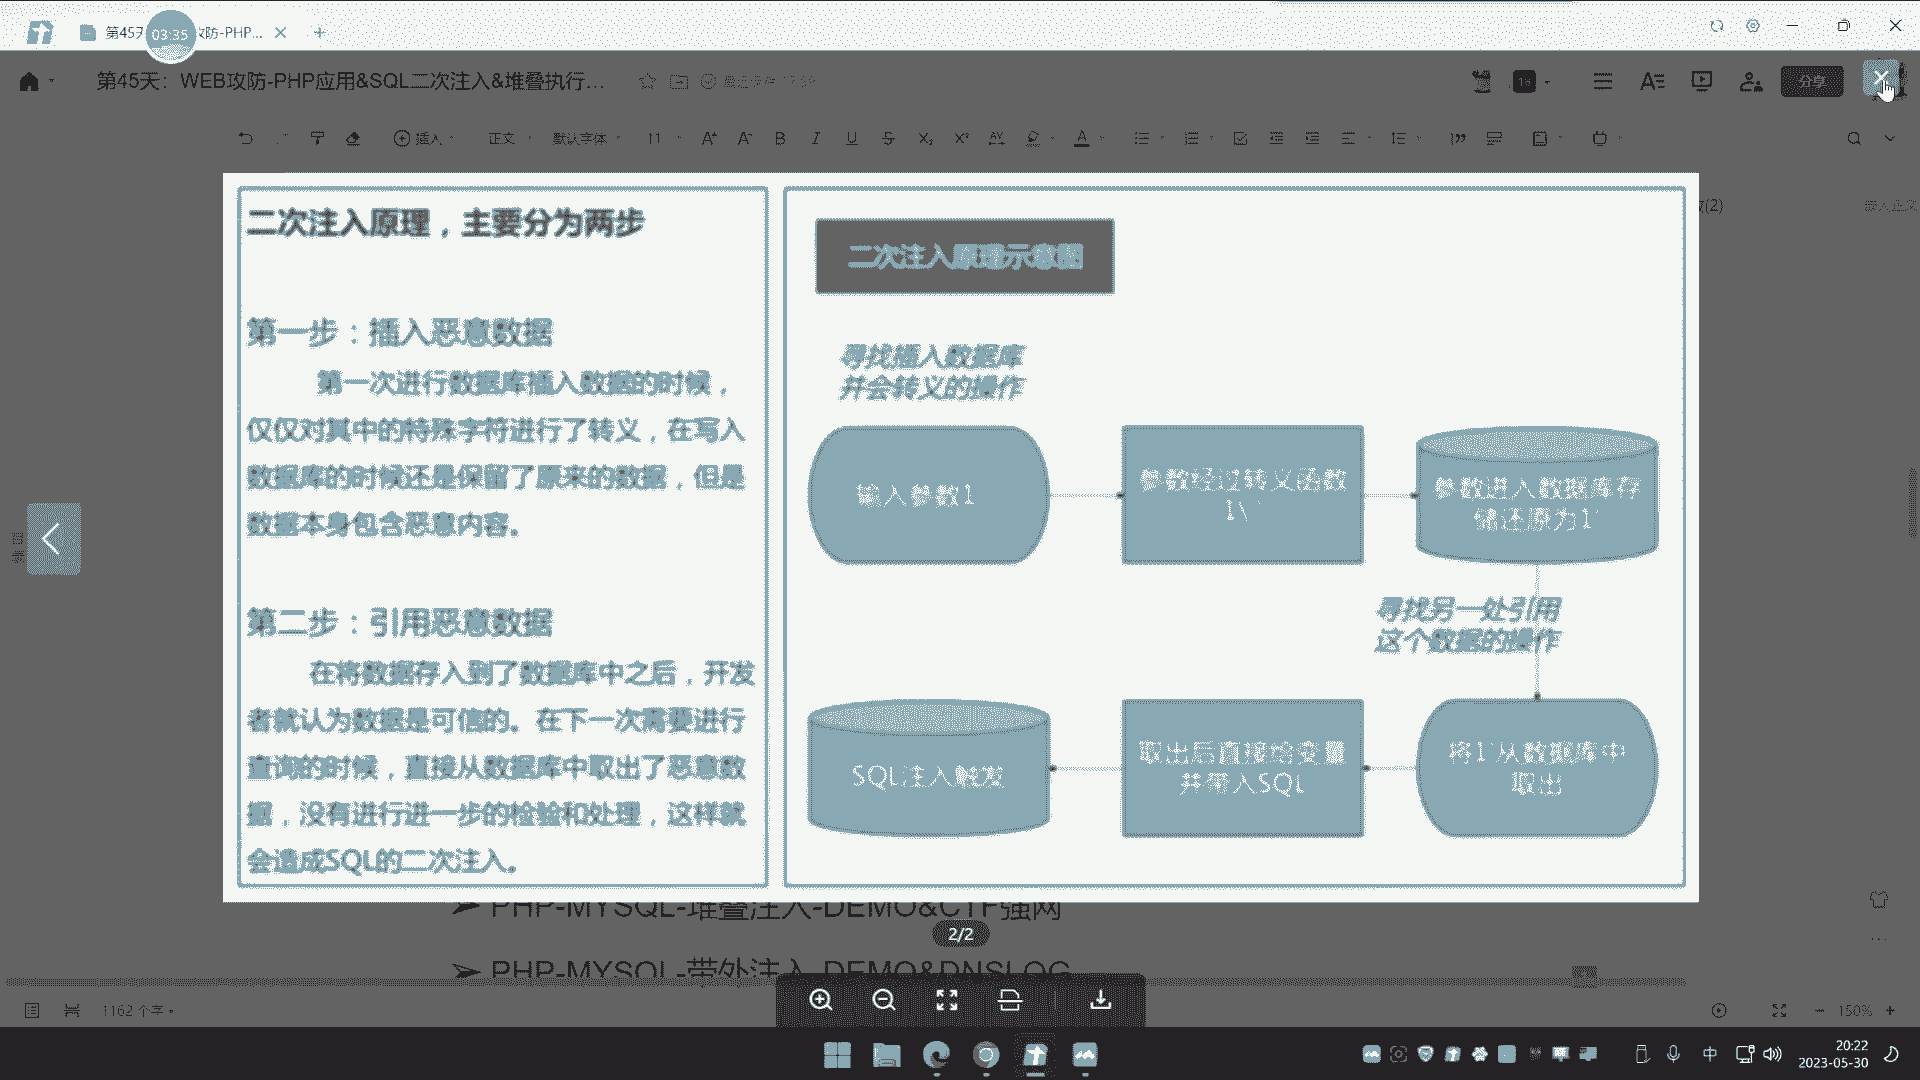 第457
攻防-PHP...
03:35
第45天：WEB攻防-PHP应用&SQL二次注入&堆叠执行...
分享
插入
正文
默认字体
11
二次注入原理，主要分为两步
第一步：插入恶意数据
第一次进行数据库插入数据的时候，
仅仅对其中的特殊字符进行了转义，在写入
数据库的时候还是保留了原来的数据，但是
数据本身包含恶意内容。
第二步：引用恶意数据
在将数据存入到了数据库中之后，开发
者就认为数据是可信的。在下一次需要进行
查询的时候，直接从数据库中取出了恶意数
据，没有进行进一步的检验和处理，这样就
会造成SQL的二次注入。
二次注入原理示意图
寻找插入数据库
并会转义的操作
输入参数1
参数经过转义函数
1\'
参数进入数据库存
储还原为1'
寻找另一处引用
这个数据的操作
将1'从数据库中
取出
取出后直接给变量
并带入SQL
SQL注入触发
PHP-MYSQL-堆叠注入-DEMO&CTF强网
2/2
PHP-MYSQL-带外注入-DEMO&DNSLOG
1162 个字
150%
中
20:22
2023-05-30